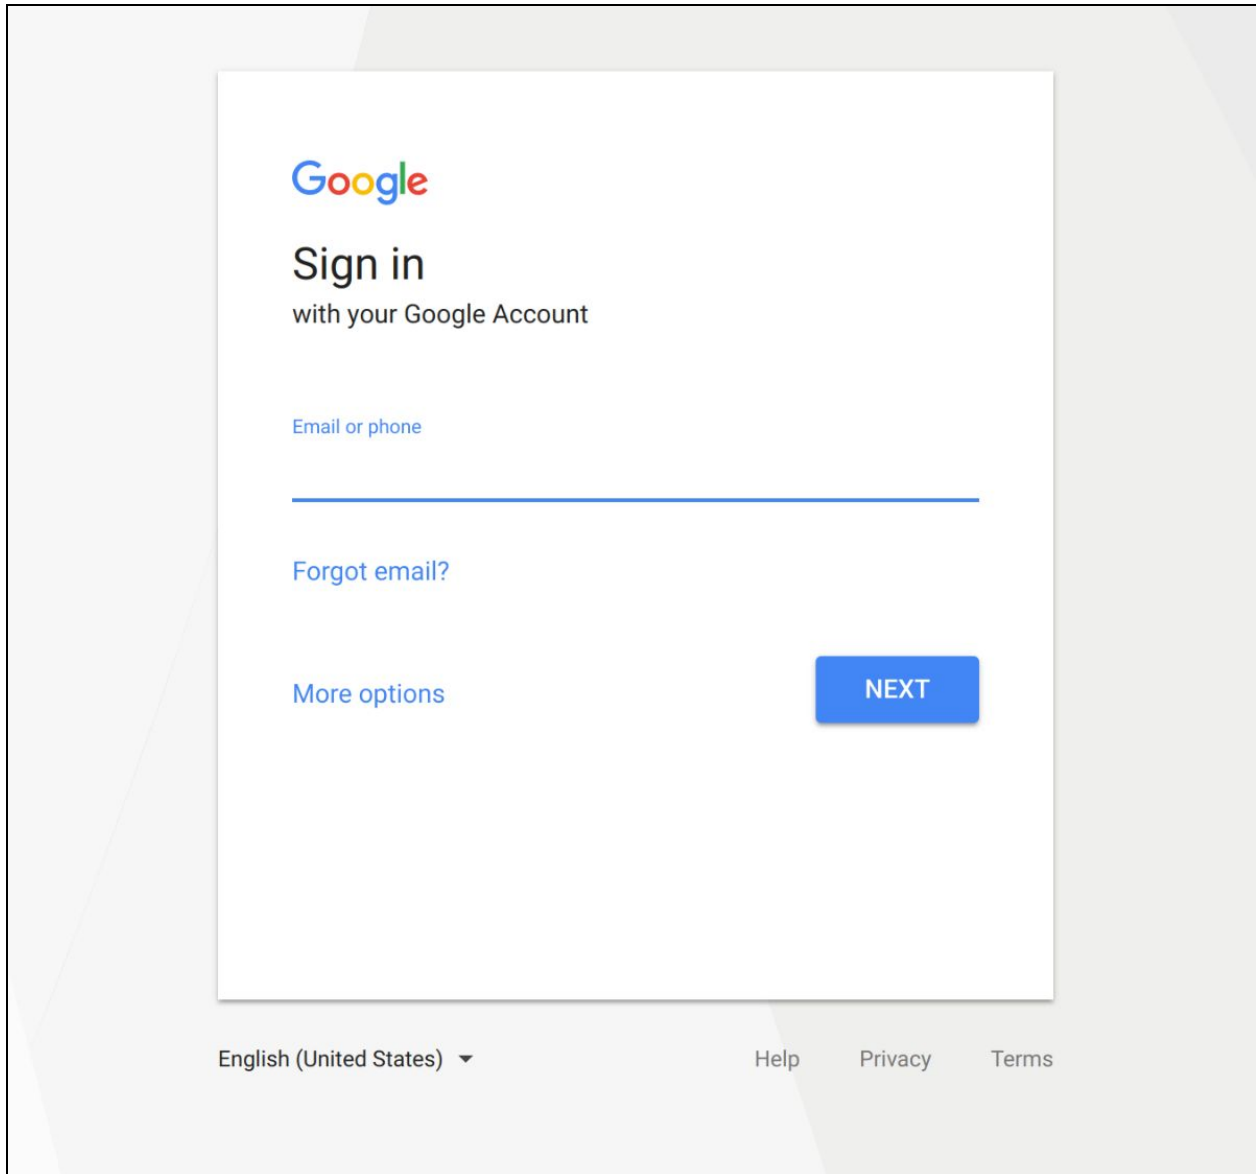 Google
Sign in
with your Google Account
Email or phone
Forgot email?
More options
NEXT
English (United States)
Help Privacy Terms